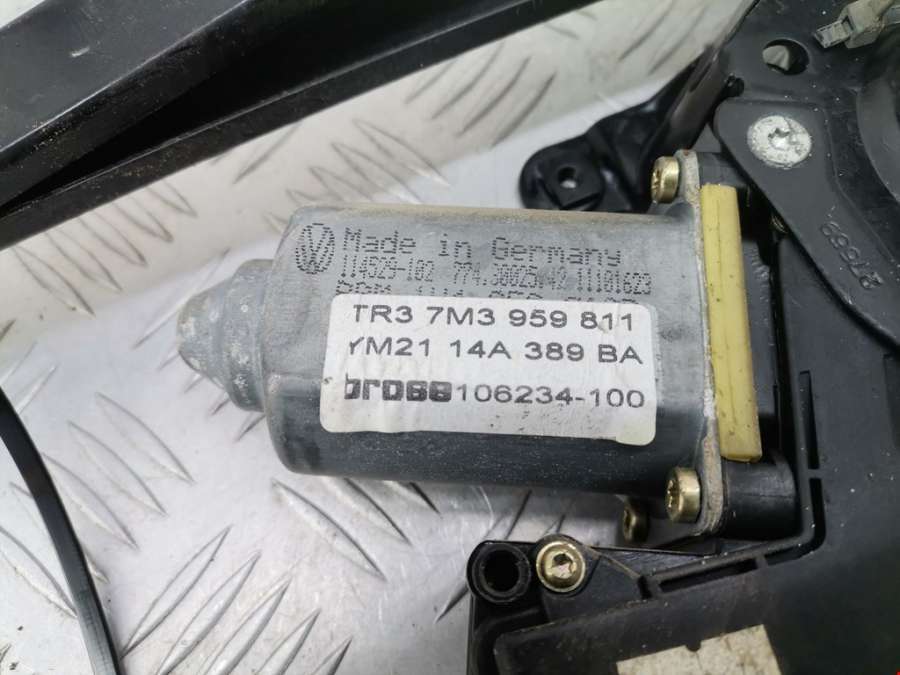 Made in Germany
114529-102 774.30025
11101623
TR3 7M3 959 811
YM21 14A 389 BA
brose 106234-100